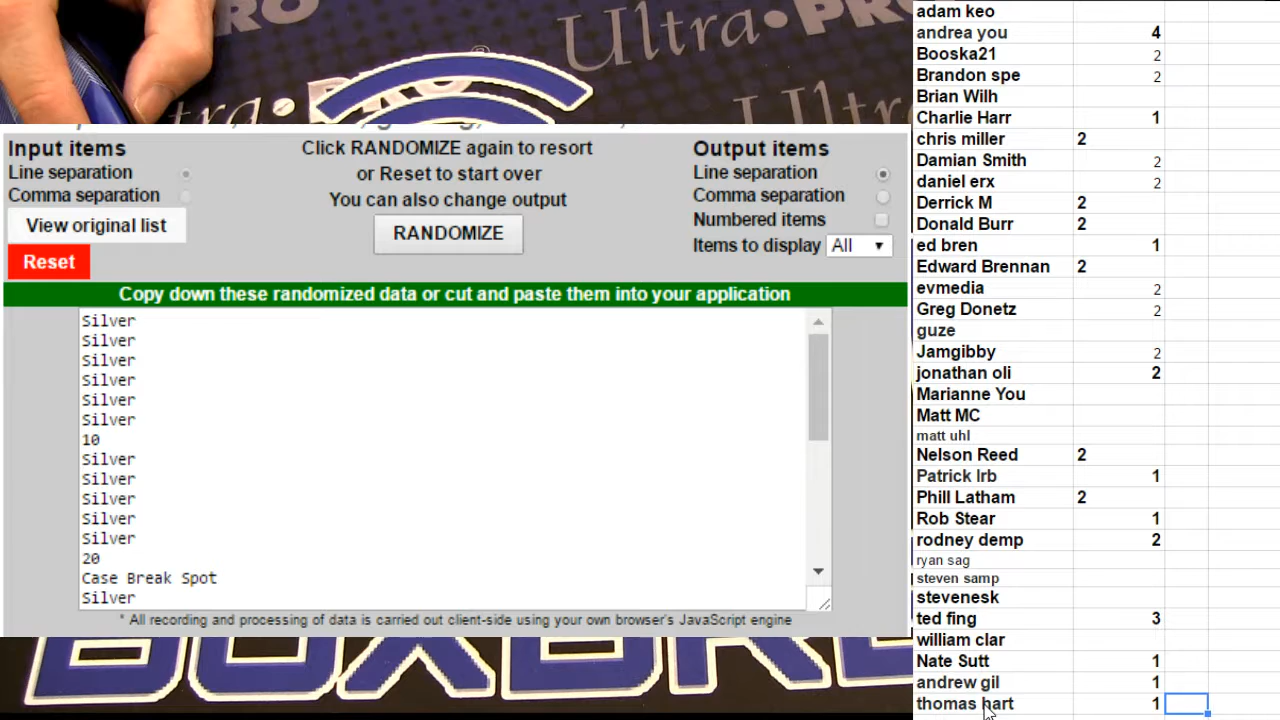 Ultra•PRO
Ultra•PRO
Input items
Line separation
Comma separation
View original list
Reset
Click RANDOMIZE again to resort
or Reset to start over
You can also change output
RANDOMIZE
Output items
Line separation
Comma separation
Numbered items
Items to display All
Copy down these randomized data or cut and paste them into your application
Silver
Silver
Silver
Silver
Silver
Silver
10
Silver
Silver
Silver
Silver
Silver
20
Case Break Spot
Silver
* All recording and processing of data is carried out client-side using your own browser's JavaScript engine
BOXBRE
adam keo
andrea you 4
Booska21 2
Brandon spe 2
Brian Wilh
Charlie Harr 1
chris miller 2
Damian Smith 2
daniel erx 2
Derrick M 2
Donald Burr 2
ed bren 1
Edward Brennan 2
evmedia 2
Greg Donetz 2
guze
Jamgibby 2
jonathan oli 2
Marianne You
Matt MC
matt uhl
Nelson Reed 2
Patrick Irb 1
Phill Latham 2
Rob Stear 1
rodney demp 2
ryan sag
steven samp
stevenesk
ted fing 3
william clar
Nate Sutt 1
andrew gil 1
thomas hart 1